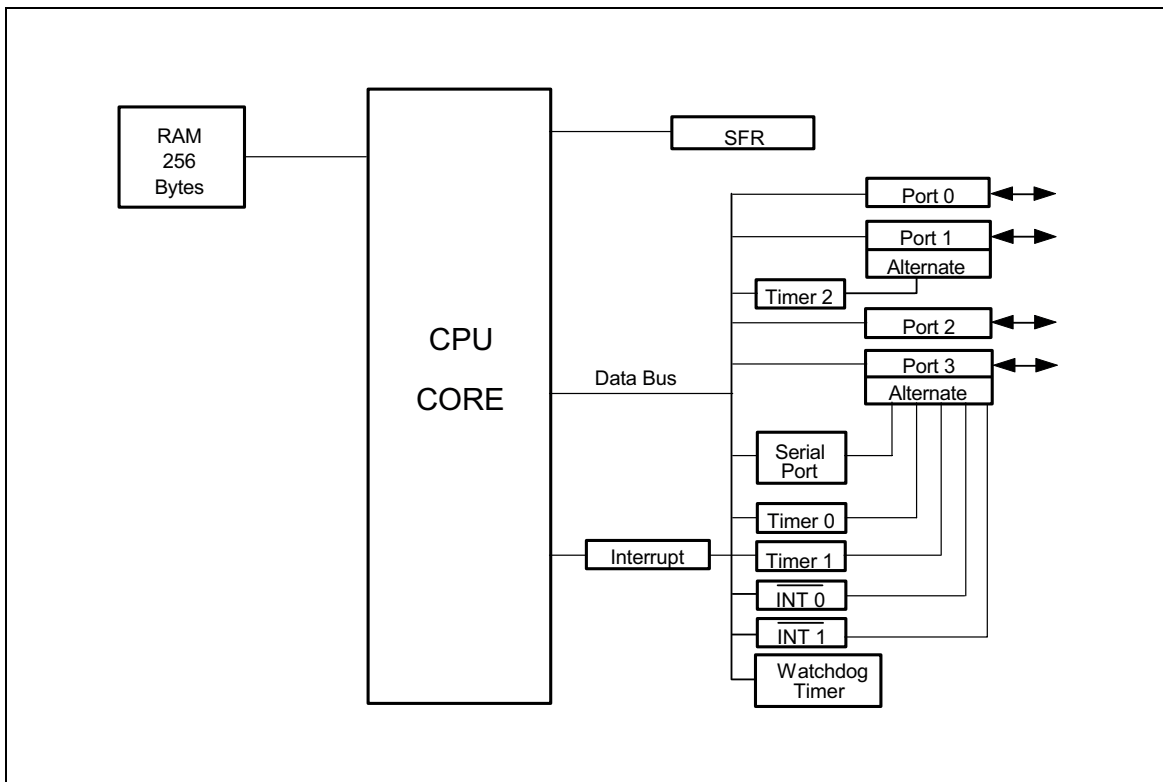 RAM
256
Bytes
CPU
CORE
SFR
Port 0
Port 1
Alternate
Timer 2
Port 2
Port 3
Alternate
Data Bus
Serial
Port
Timer 0
Interrupt
Timer 1
INT 0
INT 1
Watchdog
Timer